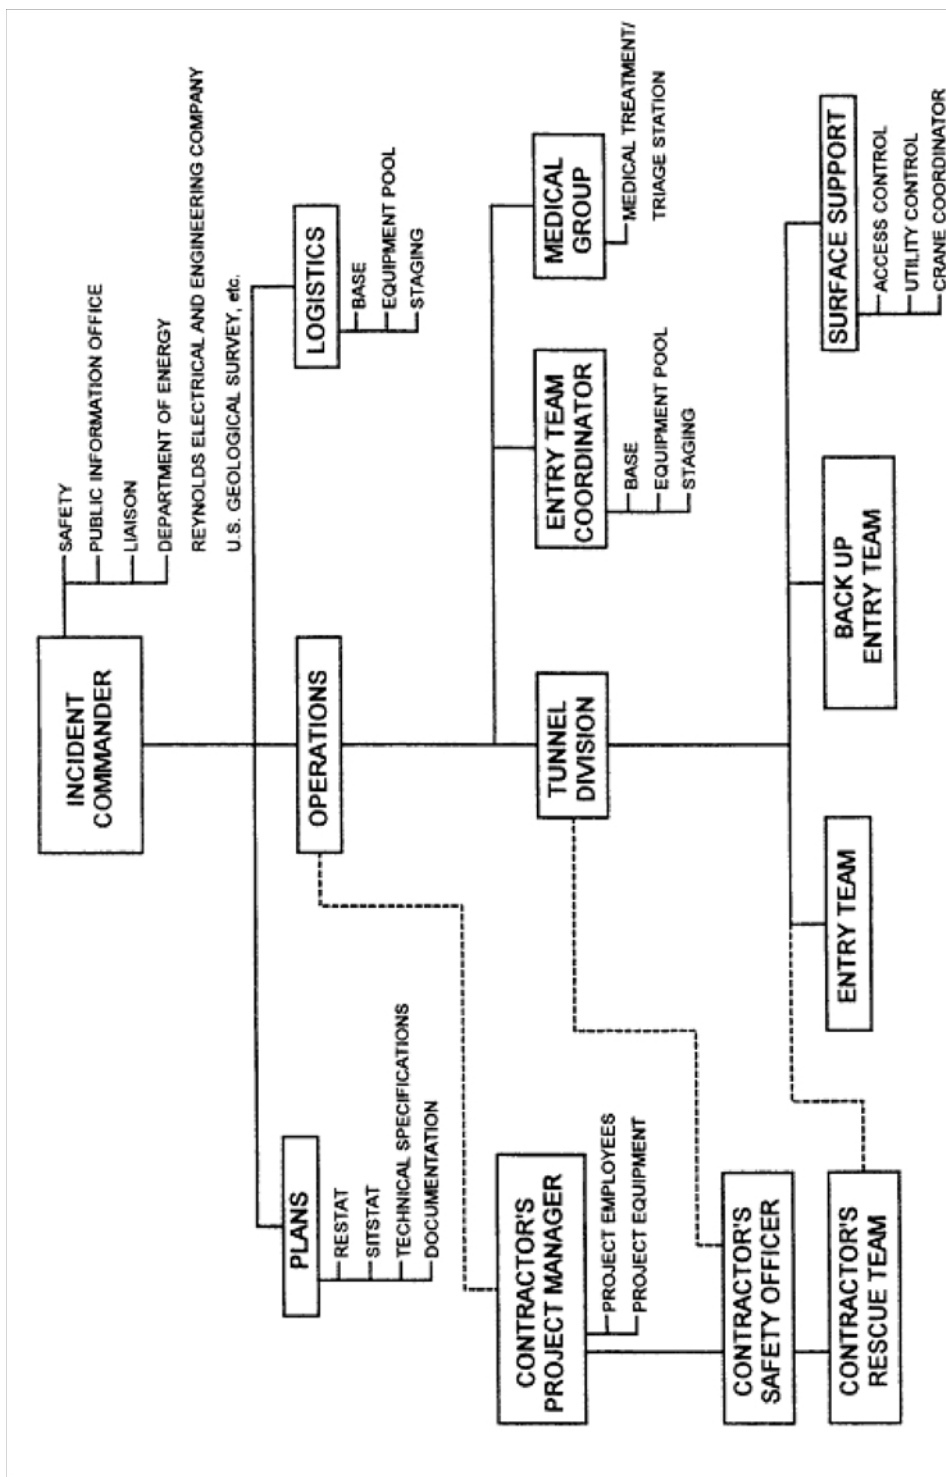 INCIDENT
COMMANDER
SAFETY
PUBLIC INFORMATION OFFICE
LIAISON
DEPARTMENT OF ENERGY
REYNOLDS ELECTRICAL AND ENGINEERING COMPANY
U.S. GEOLOGICAL SURVEY, etc.
PLANS
RESTAT
SITSTAT
TECHNICAL SPECIFICATIONS
DOCUMENTATION
OPERATIONS
LOGISTICS
BASE
EQUIPMENT POOL
STAGING
CONTRACTOR'S
PROJECT MANAGER
PROJECT EMPLOYEES
PROJECT EQUIPMENT
TUNNEL
DIVISION
ENTRY TEAM
COORDINATOR
BASE
EQUIPMENT POOL
STAGING
MEDICAL
GROUP
MEDICAL TREATMENT/
TRIAGE STATION
CONTRACTOR'S
SAFETY OFFICER
CONTRACTOR'S
RESCUE TEAM
ENTRY TEAM
BACK UP
ENTRY TEAM
SURFACE SUPPORT
ACCESS CONTROL
UTILITY CONTROL
CRANE COORDINATOR